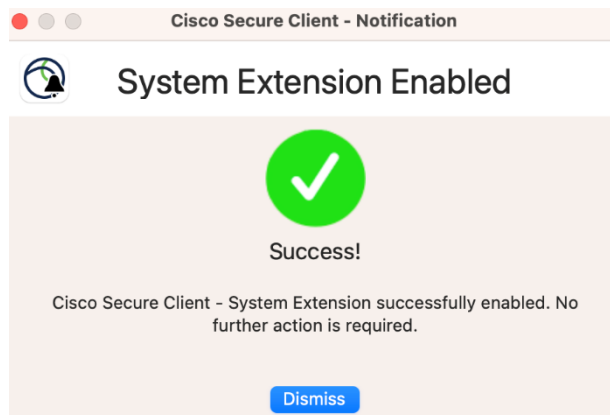 Cisco Secure Client - Notification
System Extension Enabled
Success!
Cisco Secure Client - System Extension successfully enabled. No
further action is required.
Dismiss